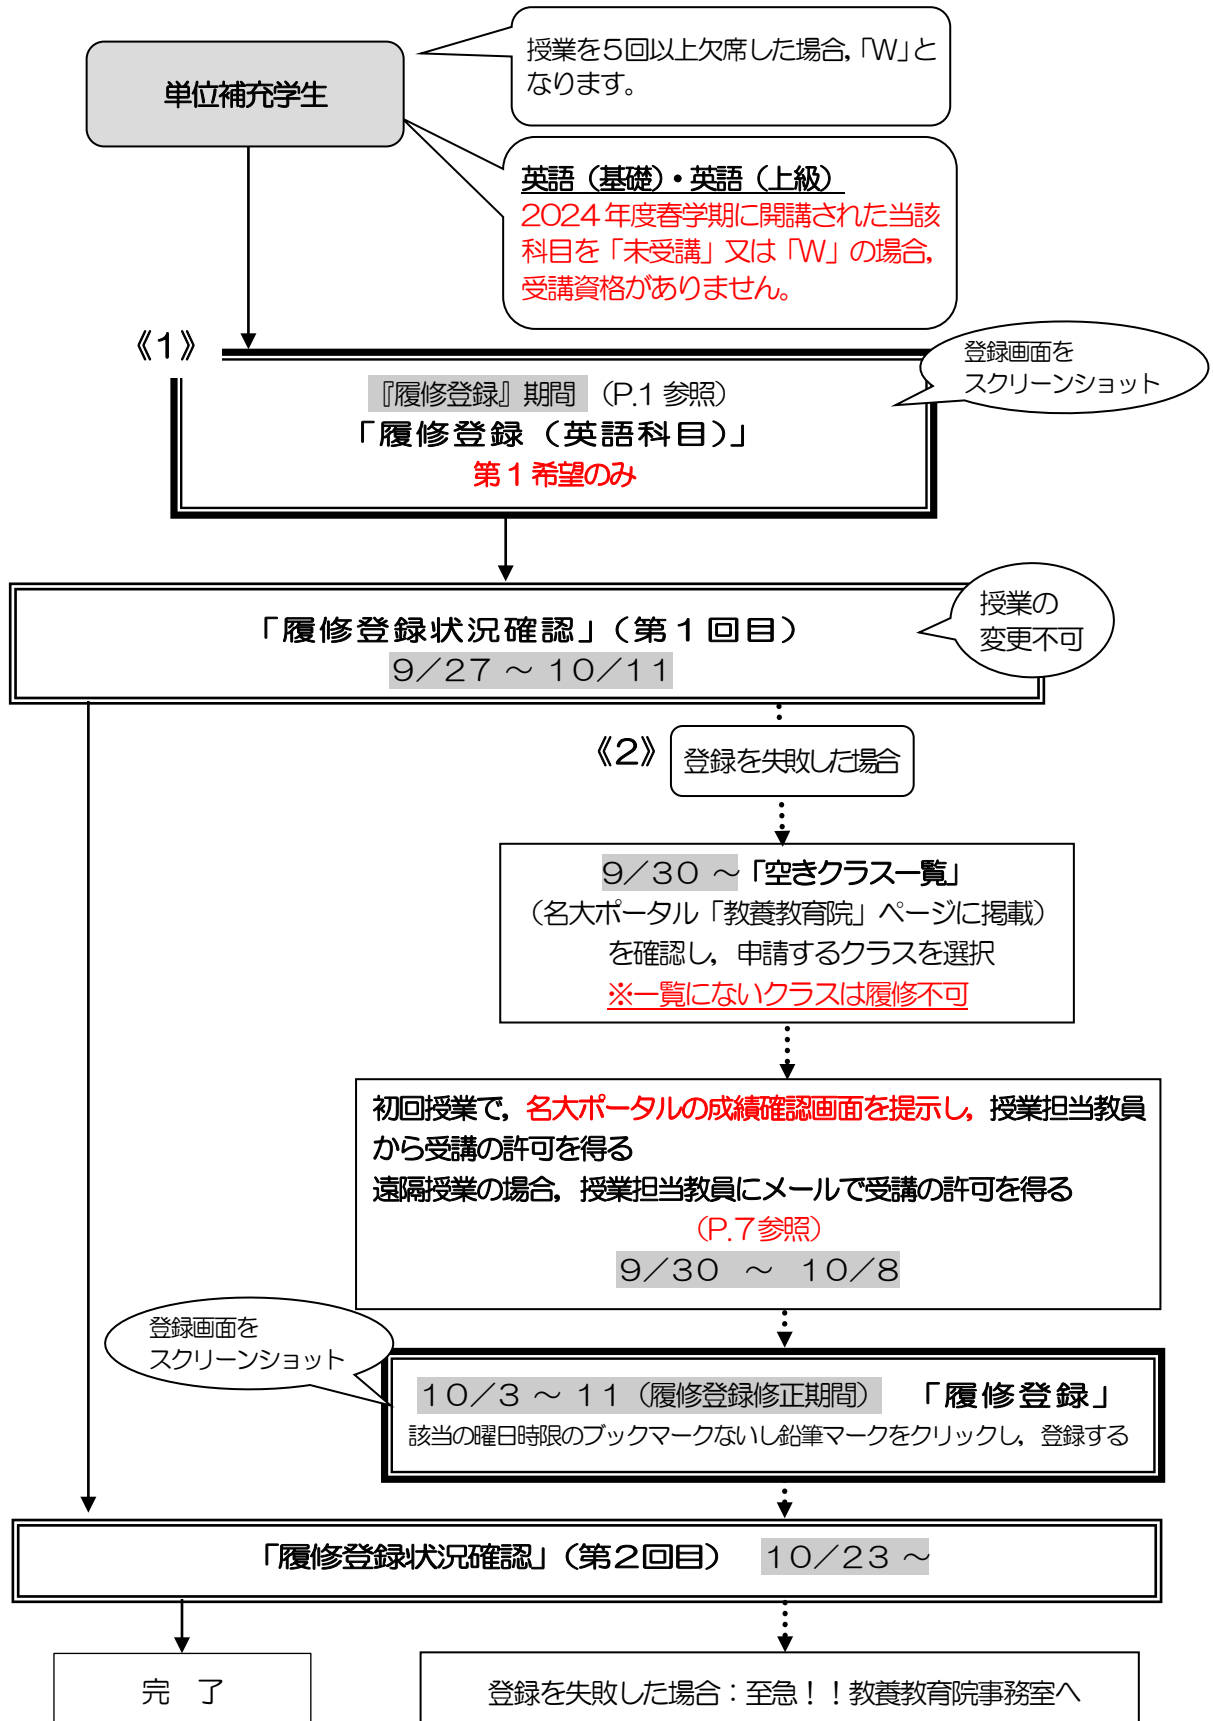 授業を5回以上欠席した場合，「W」と
なります。
単位補充学生
英語（基礎）・英語（上級）
2024年度春学期に開講された当該
科目を「未受講」又は「W」の場合，
受講資格がありません。
《1》
登録画面を
スクリーンショット
『履修登録』期間 （P.1 参照）
「履修登録（英語科目）」
第1希望のみ
授業の
変更不可
「履修登録状況確認」（第１回目）
９／２７ ～ １０／１１
《2》
登録を失敗した場合
９／３０ ～「空きクラス一覧」
（名大ポータル「教養教育院」ページに掲載）
を確認し，申請するクラスを選択
※一覧にないクラスは履修不可
初回授業で，名大ポータルの成績確認画面を提示し，授業担当教員
から受講の許可を得る
遠隔授業の場合，授業担当教員にメールで受講の許可を得る
（P.7参照）
９／３０ ～ １０／８
登録画面を
スクリーンショット
１０／３ ～ １１（履修登録修正期間） 「履修登録」
該当の曜日時限のブックマークないし鉛筆マークをクリックし，登録する
「履修登録状況確認」（第２回目） １０／２３ ～
完 了
登録を失敗した場合：至急！！教養教育院事務室へ